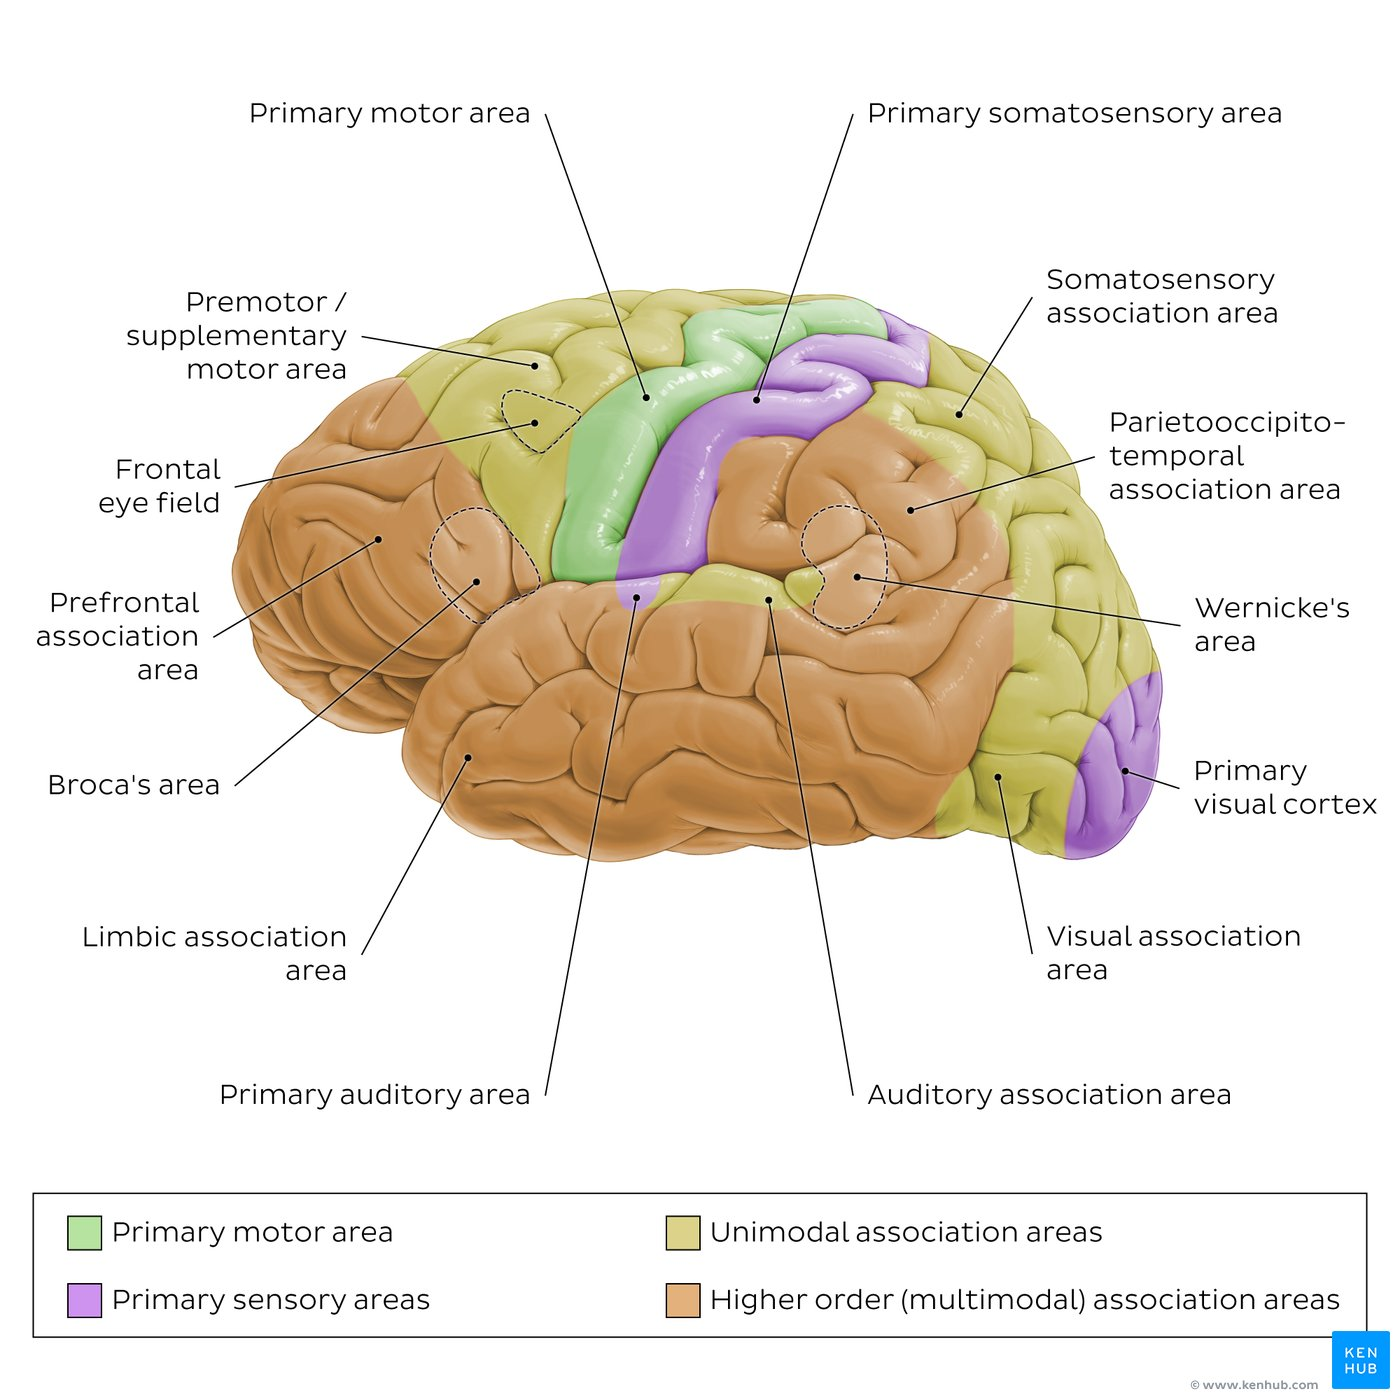 Primary motor area
Primary somatosensory area
Premotor /
supplementary
motor area
Somatosensory
association area
Frontal
eye field
Parietooccipito-
temporal
association area
Prefrontal
association
area
Wernicke's
area
Broca's area
Primary
visual cortex
Limbic association
area
Visual association
area
Primary auditory area
Auditory association area
Primary motor area
Unimodal association areas
Primary sensory areas
Higher order (multimodal) association areas
KEN
HUB
© www.kenhub.com